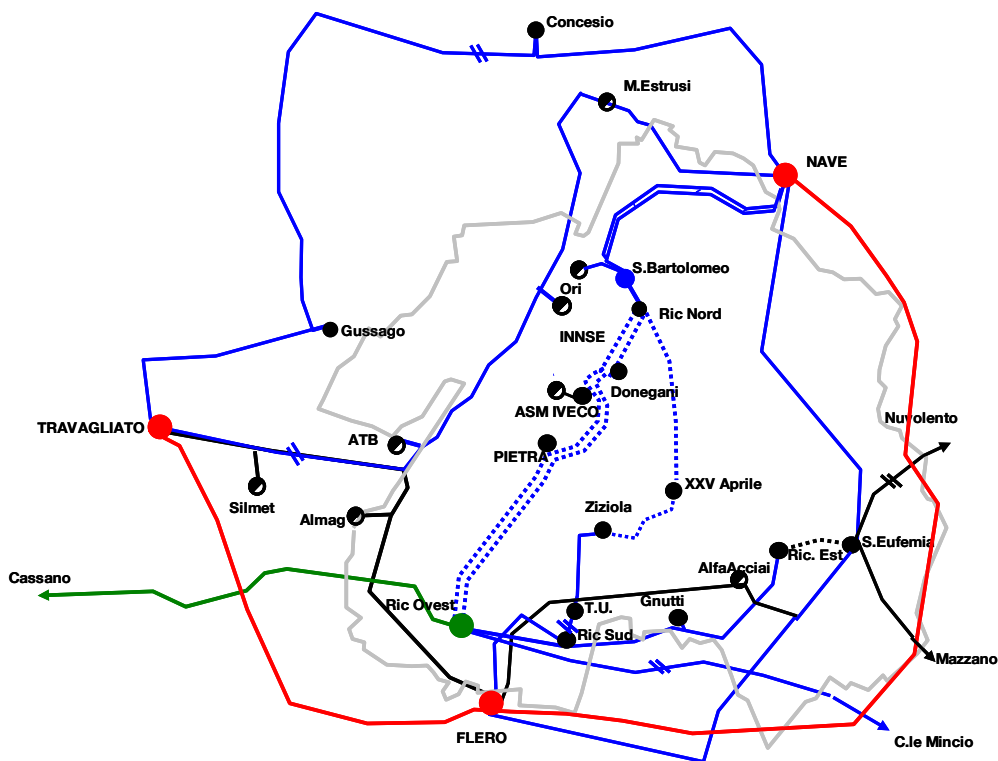 Concesio
M.Estrusi
NAVE
S.Bartolomeo
Ori
Ric Nord
Gussago
INNSE
Donegani
ASM IVECO
Nuvolento
TRAVAGLIATO
ATB
PIETRA
XXV Aprile
Silmet
Almag
Ziziola
S.Eufemia
Ric. Est
AlfaAcciai
Cassano
Ric Ovest
T.U.
Gnutti
Ric Sud
Mazzano
FLERO
C.le Mincio